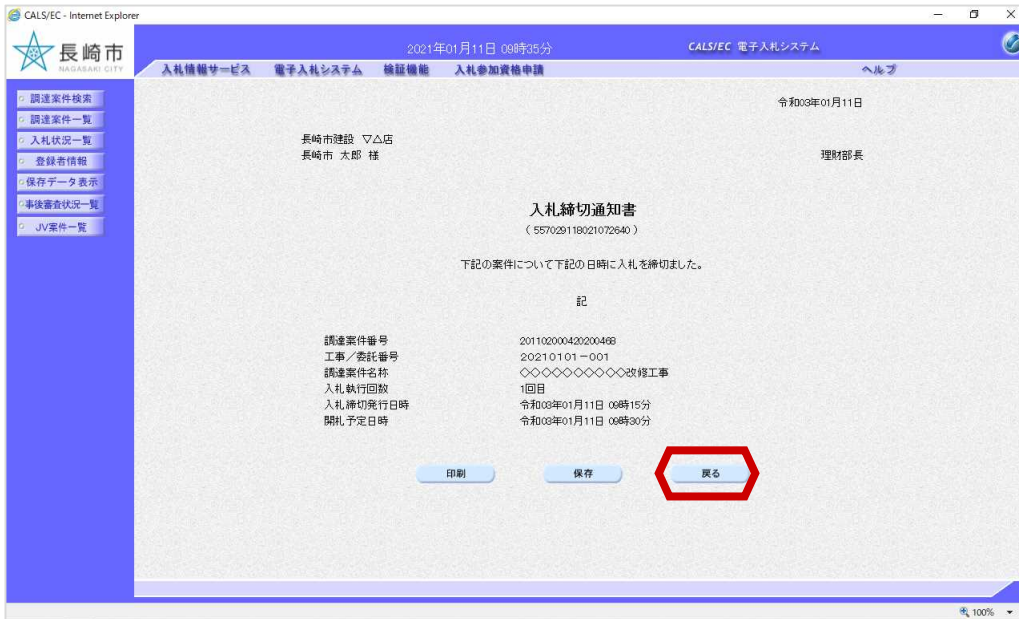 CALS/EC - Internet Explorer
長崎市
NAGASAKI CITY
2021年01月11日 09時35分
CALS/EC 電子入札システム
入札情報サービス 電子入札システム 検証機能 入札参加資格申請 ヘルプ
調達案件検索
調達案件一覧
入札状況一覧
登録者情報
保存データ表示
事後審査状況一覧
JV案件一覧
令和03年01月11日
長崎市建設 ▽△店
長崎市 太郎 様
理財部長
入札締切通知書
( 557029118021072640 )
下記の案件について下記の日時に入札を締切ました。
記
調達案件番号 201102000420200468
工事／委託番号 20210101－001
調達案件名称 ◇◇◇◇◇◇◇◇◇◇改修工事
入札執行回数 1回目
入札締切発行日時 令和03年01月11日 09時15分
開札予定日時 令和03年01月11日 09時30分
印刷 保存 戻る
100%